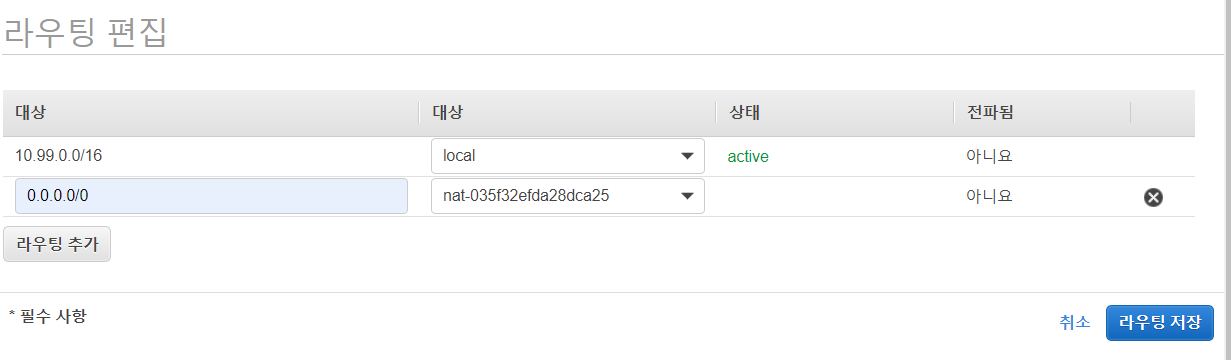 라우팅 편집
대상 대상 상태 전파됨
10.99.0.0/16 local active 아니요
0.0.0.0/0 nat-035f32efda28dca25 아니요
라우팅 추가
* 필수 사항 취소 라우팅 저장